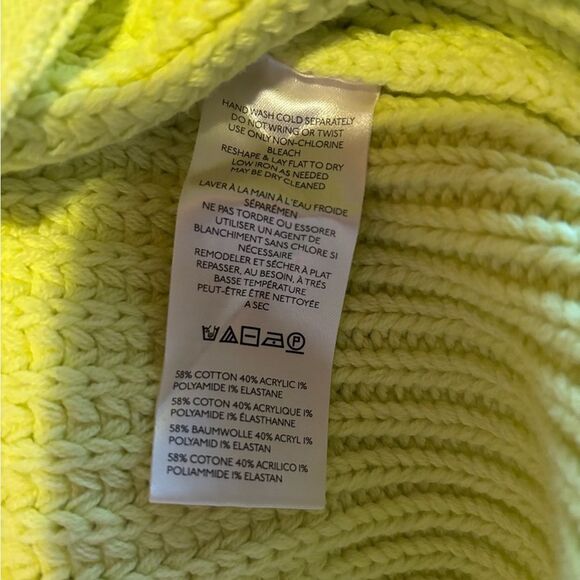 HAND WASH COLD SEPARATELY
DO NOT WRING OR TWIST
USE ONLY NON-CHLORINE
BLEACH
RESHAPE & LAY FLAT TO DRY
LOW IRON AS NEEDED
MAY BE DRY CLEANED
LAVER À LA MAIN À L'EAU FROIDE
SÉPARÉMEN
NE PAS TORDRE OU ESSORER
UTILISER UN AGENT DE
BLANCHIMENT SANS CHLORE SI
NÉCESSAIRE
REMODELER ET SÉCHER À PLAT
REPASSER, AU BESOIN, À TRÈS
BASSE TEMPÉRATURE
PEUT-ÊTRE ÊTRE NETTOYÉE
A SEC
P
58% COTTON 40% ACRYLIC 1%
POLYAMIDE 1% ELASTANE
58% COTON 40% ACRYLIQUE 1%
POLYAMIDE 1% ÉLASTHANNE
58% BAUMWOLLE 40% ACRYL 1%
POLYAMID 1% ELASTAN
58% COTONE 40% ACRILICO 1%
POLIAMMIDE 1% ELASTAN